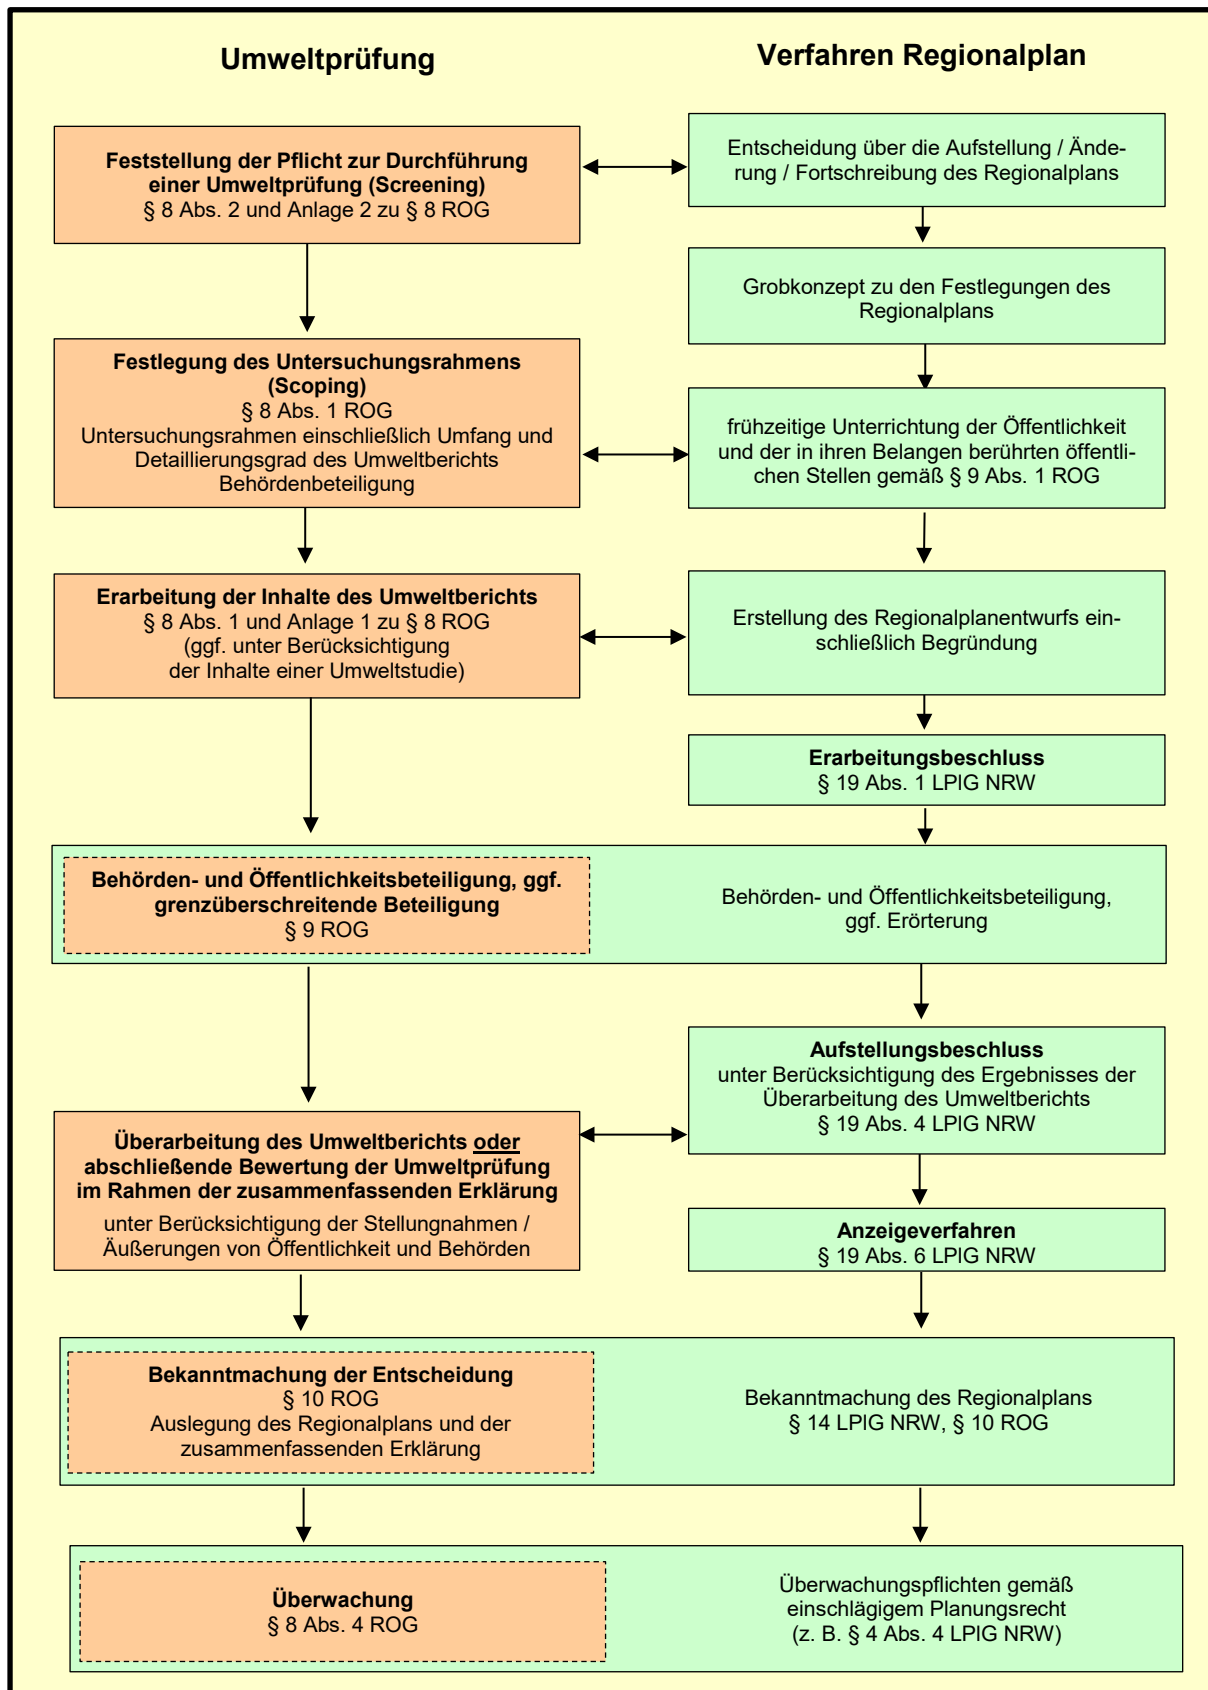 Umweltprüfung
Verfahren Regionalplan
Feststellung der Pflicht zur Durchführung
einer Umweltprüfung (Screening)
§ 8 Abs. 2 und Anlage 2 zu § 8 ROG
Entscheidung über die Aufstellung / Ände-
rung / Fortschreibung des Regionalplans
Grobkonzept zu den Festlegungen des
Regionalplans
Festlegung des Untersuchungsrahmens
(Scoping)
§ 8 Abs. 1 ROG
Untersuchungsrahmen einschließlich Umfang und
Detaillierungsgrad des Umweltberichts
Behördenbeteiligung
frühzeitige Unterrichtung der Öffentlichkeit
und der in ihren Belangen berührten öffentli-
chen Stellen gemäß § 9 Abs. 1 ROG
Erarbeitung der Inhalte des Umweltberichts
§ 8 Abs. 1 und Anlage 1 zu § 8 ROG
(ggf. unter Berücksichtigung
der Inhalte einer Umweltstudie)
Erstellung des Regionalplanentwurfs ein-
schließlich Begründung
Erarbeitungsbeschluss
§ 19 Abs. 1 LPlG NRW
Behörden- und Öffentlichkeitsbeteiligung, ggf.
grenzüberschreitende Beteiligung
§ 9 ROG
Behörden- und Öffentlichkeitsbeteiligung,
ggf. Erörterung
Aufstellungsbeschluss
unter Berücksichtigung des Ergebnisses der
Überarbeitung des Umweltberichts
§ 19 Abs. 4 LPlG NRW
Überarbeitung des Umweltberichts oder
abschließende Bewertung der Umweltprüfung
im Rahmen der zusammenfassenden Erklärung
unter Berücksichtigung der Stellungnahmen /
Äußerungen von Öffentlichkeit und Behörden
Anzeigeverfahren
§ 19 Abs. 6 LPlG NRW
Bekanntmachung der Entscheidung
§ 10 ROG
Auslegung des Regionalplans und der
zusammenfassenden Erklärung
Bekanntmachung des Regionalplans
§ 14 LPlG NRW, § 10 ROG
Überwachung
§ 8 Abs. 4 ROG
Überwachungspflichten gemäß
einschlägigem Planungsrecht
(z. B. § 4 Abs. 4 LPlG NRW)